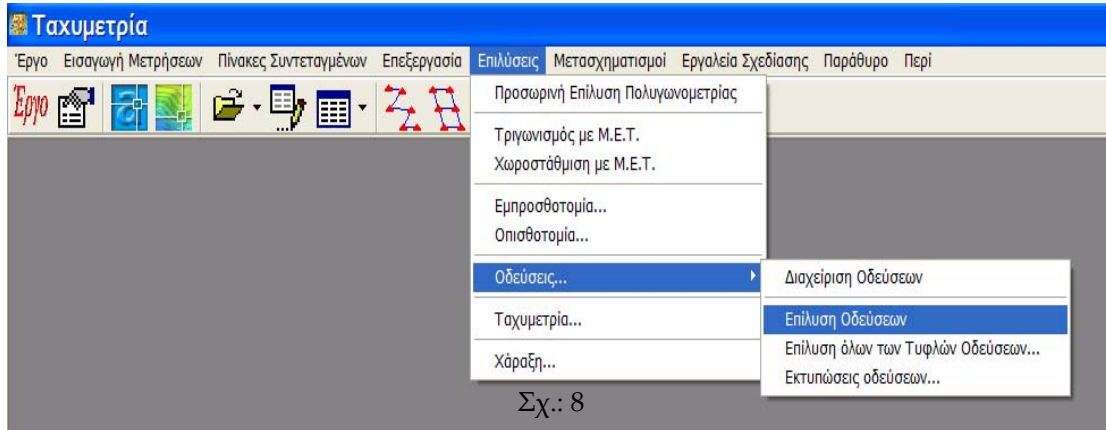 Ταχυμετρία
Έργο Εισαγωγή Μετρήσεων Πίνακες Συντεταγμένων Επεξεργασία Επιλύσεις Μετασχηματισμοί Εργαλεία Σχεδίασης Παράθυρο Περί
Έργο
Προσωρινή Επίλυση Πολυγωνομετρίας
Τριγωνισμός με Μ.Ε.Τ.
Χωροστάθμιση με Μ.Ε.Τ.
Εμπροσθοτομία...
Οπισθοτομία...
Οδεύσεις...
Ταχυμετρία...
Χάραξη...
Διαχείριση Οδεύσεων
Επίλυση Οδεύσεων
Επίλυση όλων των Τυφλών Οδεύσεων...
Εκτυπώσεις οδεύσεων...
Σχ.: 8